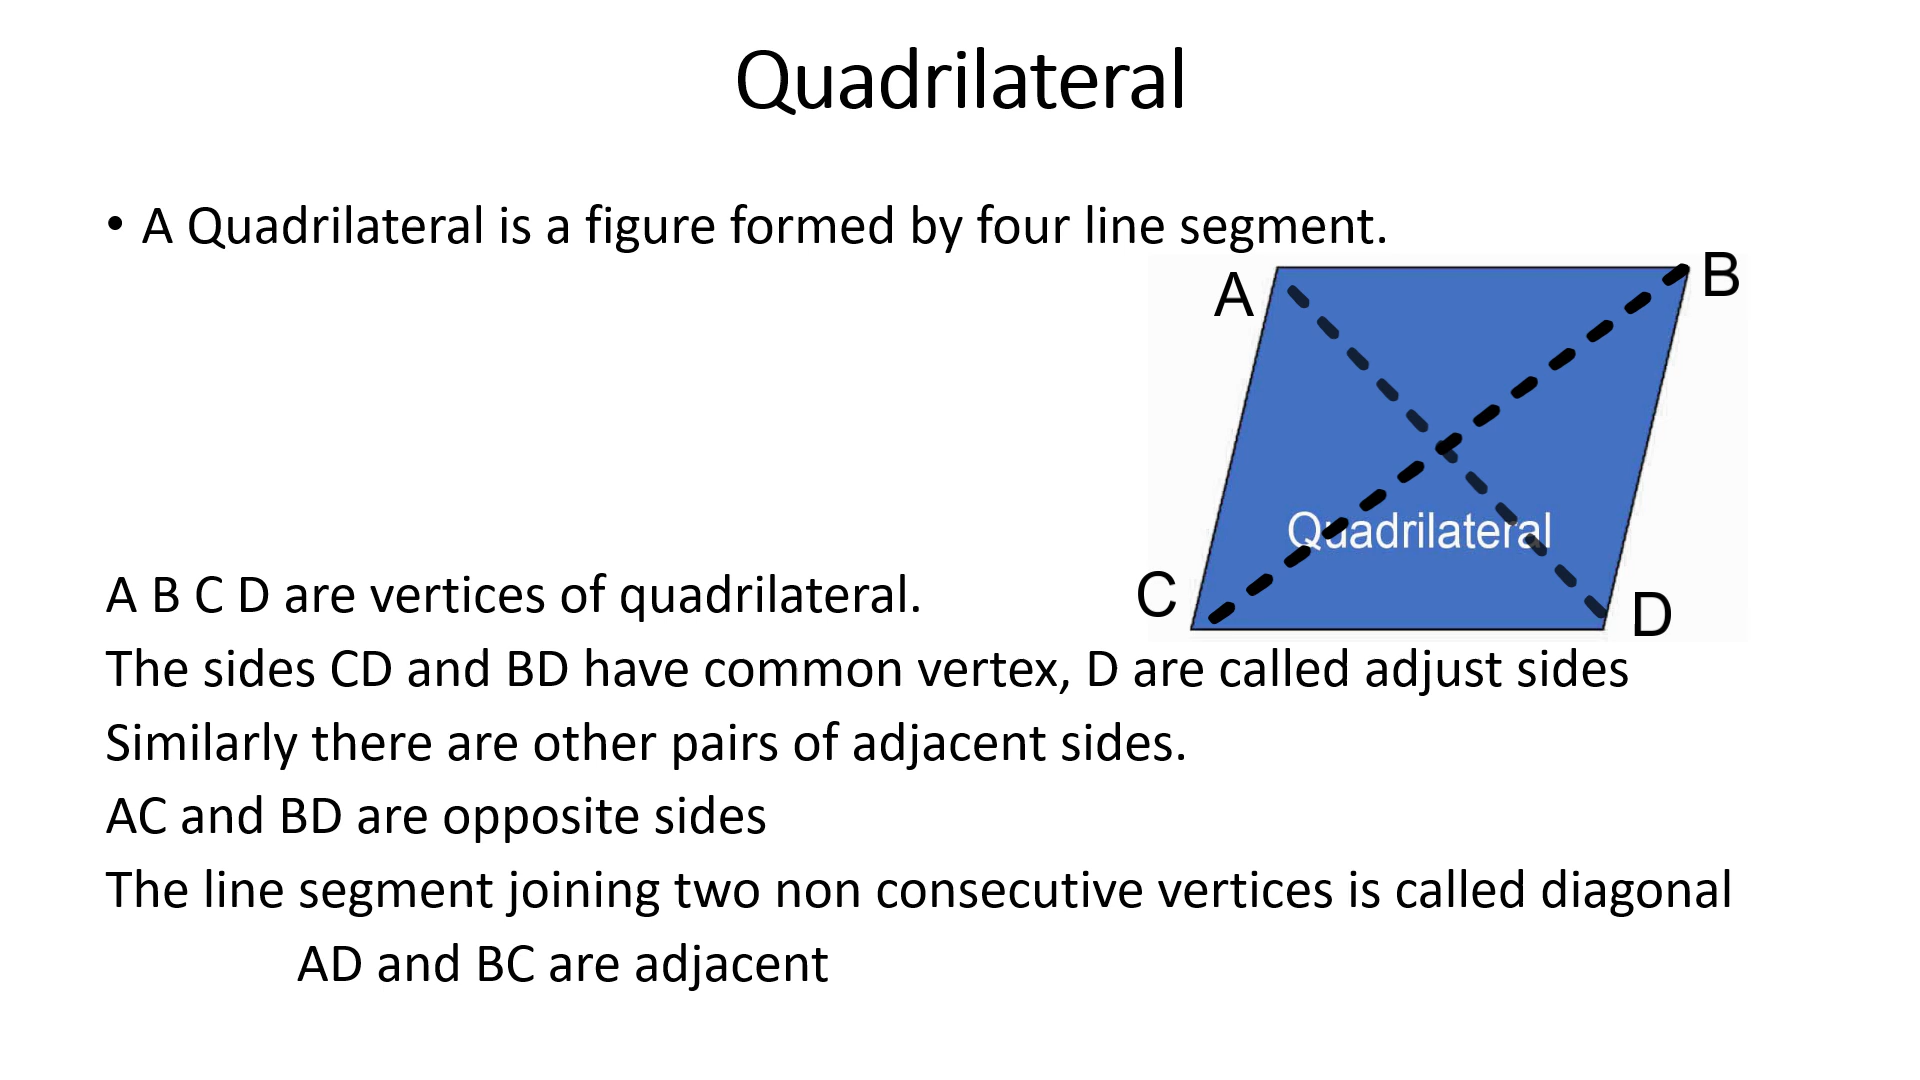 Quadrilateral
• A Quadrilateral is a figure formed by four line segment.
A
B
Quadrilateral
C
D
A B C D are vertices of quadrilateral.
The sides CD and BD have common vertex, D are called adjust sides
Similarly there are other pairs of adjacent sides.
AC and BD are opposite sides
The line segment joining two non consecutive vertices is called diagonal
AD and BC are adjacent